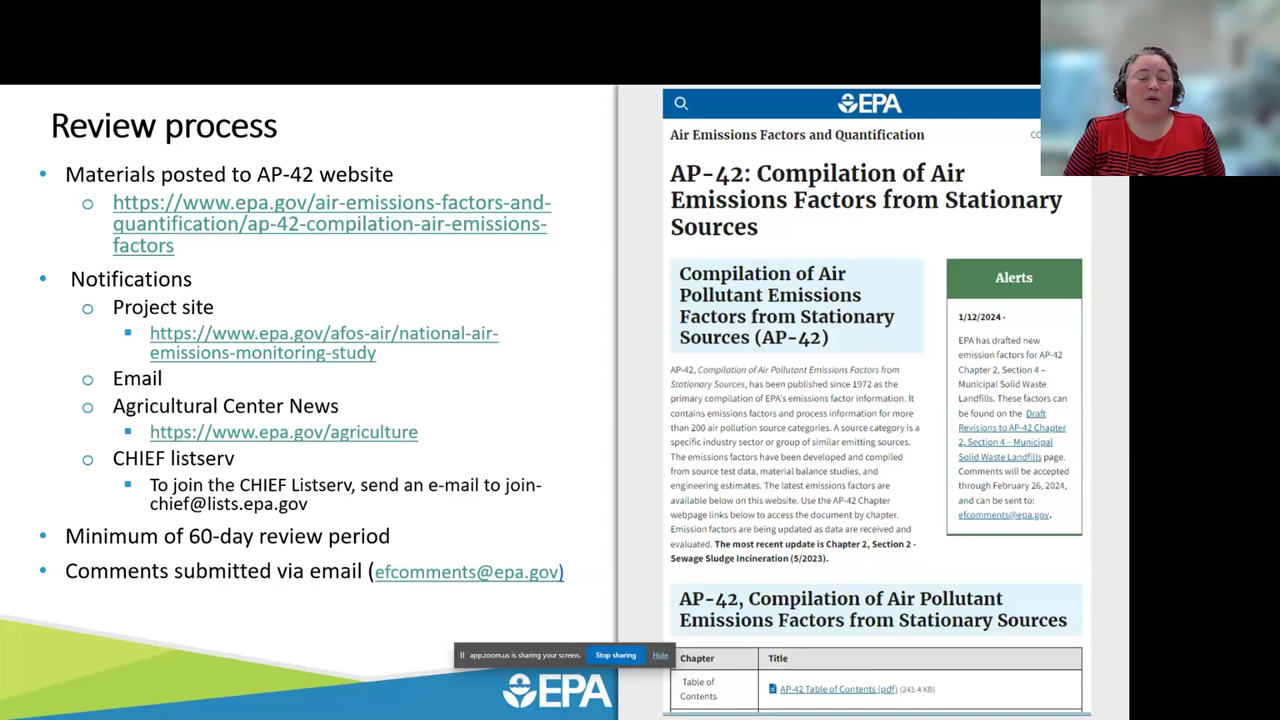 Review process
• Materials posted to AP-42 website
o https://www.epa.gov/air-emissions-factors-and-
quantification/ap-42-compilation-air-emissions-
factors
• Notifications
o Project site
▪ https://www.epa.gov/afos-air/national-air-
emissions-monitoring-study
o Email
o Agricultural Center News
▪ https://www.epa.gov/agriculture
o CHIEF listserv
▪ To join the CHIEF Listserv, send an e-mail to join-
chief@lists.epa.gov
• Minimum of 60-day review period
• Comments submitted via email (efcomments@epa.gov)
EPA
app.zoom.us is sharing your screen. Stop sharing Hide
EPA
Air Emissions Factors and Quantification
CO
AP-42: Compilation of Air
Emissions Factors from Stationary
Sources
Compilation of Air
Pollutant Emissions
Factors from Stationary
Sources (AP-42)
AP-42, Compilation of Air Pollutant Emissions Factors from
Stationary Sources, has been published since 1972 as the
primary compilation of EPA's emissions factor information. It
contains emissions factors and process information for more
than 200 air pollution source categories. A source category is a
specific industry sector or group of similar emitting sources.
The emissions factors have been developed and compiled
from source test data, material balance studies, and
engineering estimates. The latest emissions factors are
available below on this website. Use the AP-42 Chapter
webpage links below to access the document by chapter.
Emission factors are being updated as data are received and
evaluated. The most recent update is Chapter 2, Section 2 -
Sewage Sludge Incineration (5/2023).
Alerts
1/12/2024 -
EPA has drafted new
emission factors for AP-42
Chapter 2, Section 4 –
Municipal Solid Waste
Landfills. These factors can
be found on the Draft
Revisions to AP-42 Chapter
2, Section 4 – Municipal
Solid Waste Landfills page.
Comments will be accepted
through February 26, 2024,
and can be sent to:
efcomments@epa.gov.
AP-42, Compilation of Air Pollutant
Emissions Factors from Stationary Sources
Chapter Title
Table of
Contents
AP-42 Table of Contents (pdf) (245.4 KB)